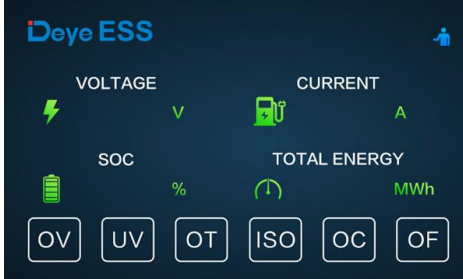 Deye ESS
VOLTAGE CURRENT
V A
SOC TOTAL ENERGY
% MWh
OV UV OT ISO OC OF